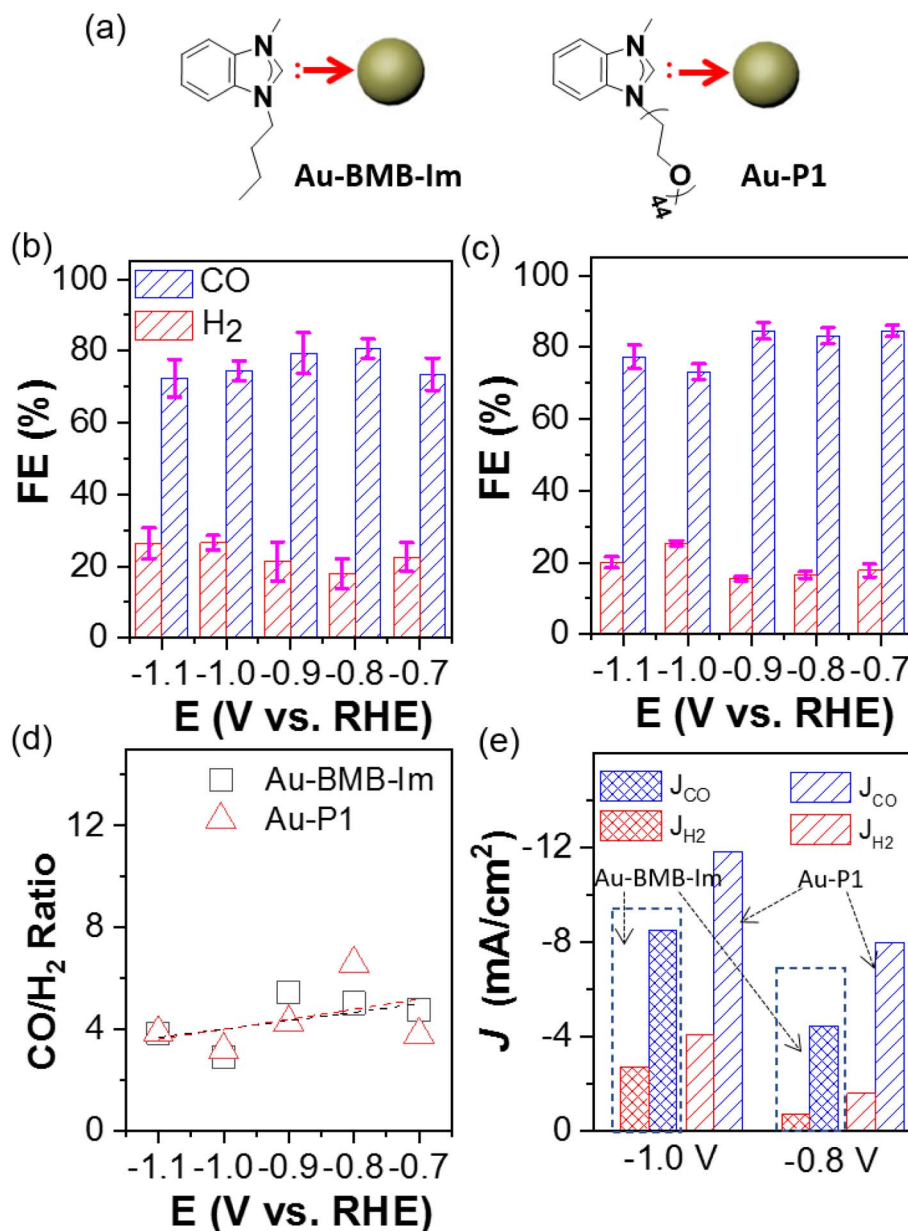 (a)
N
N
:
Au-BMB-Im
N
N
:
O
44
Au-P1
(b)
100
80
60
40
20
0
FE (%)
CO
H2
-1.1 -1.0 -0.9 -0.8 -0.7
E (V vs. RHE)
(c)
100
80
60
40
20
0
FE (%)
-1.1 -1.0 -0.9 -0.8 -0.7
E (V vs. RHE)
(d)
12
8
4
0
CO/H2 Ratio
Au-BMB-Im
Au-P1
-1.1 -1.0 -0.9 -0.8 -0.7
E (V vs. RHE)
(e)
-12
-8
-4
0
J (mA/cm2)
JCO JCO
JH2 JH2
Au-BMB-Im Au-P1
-1.0 V -0.8 V